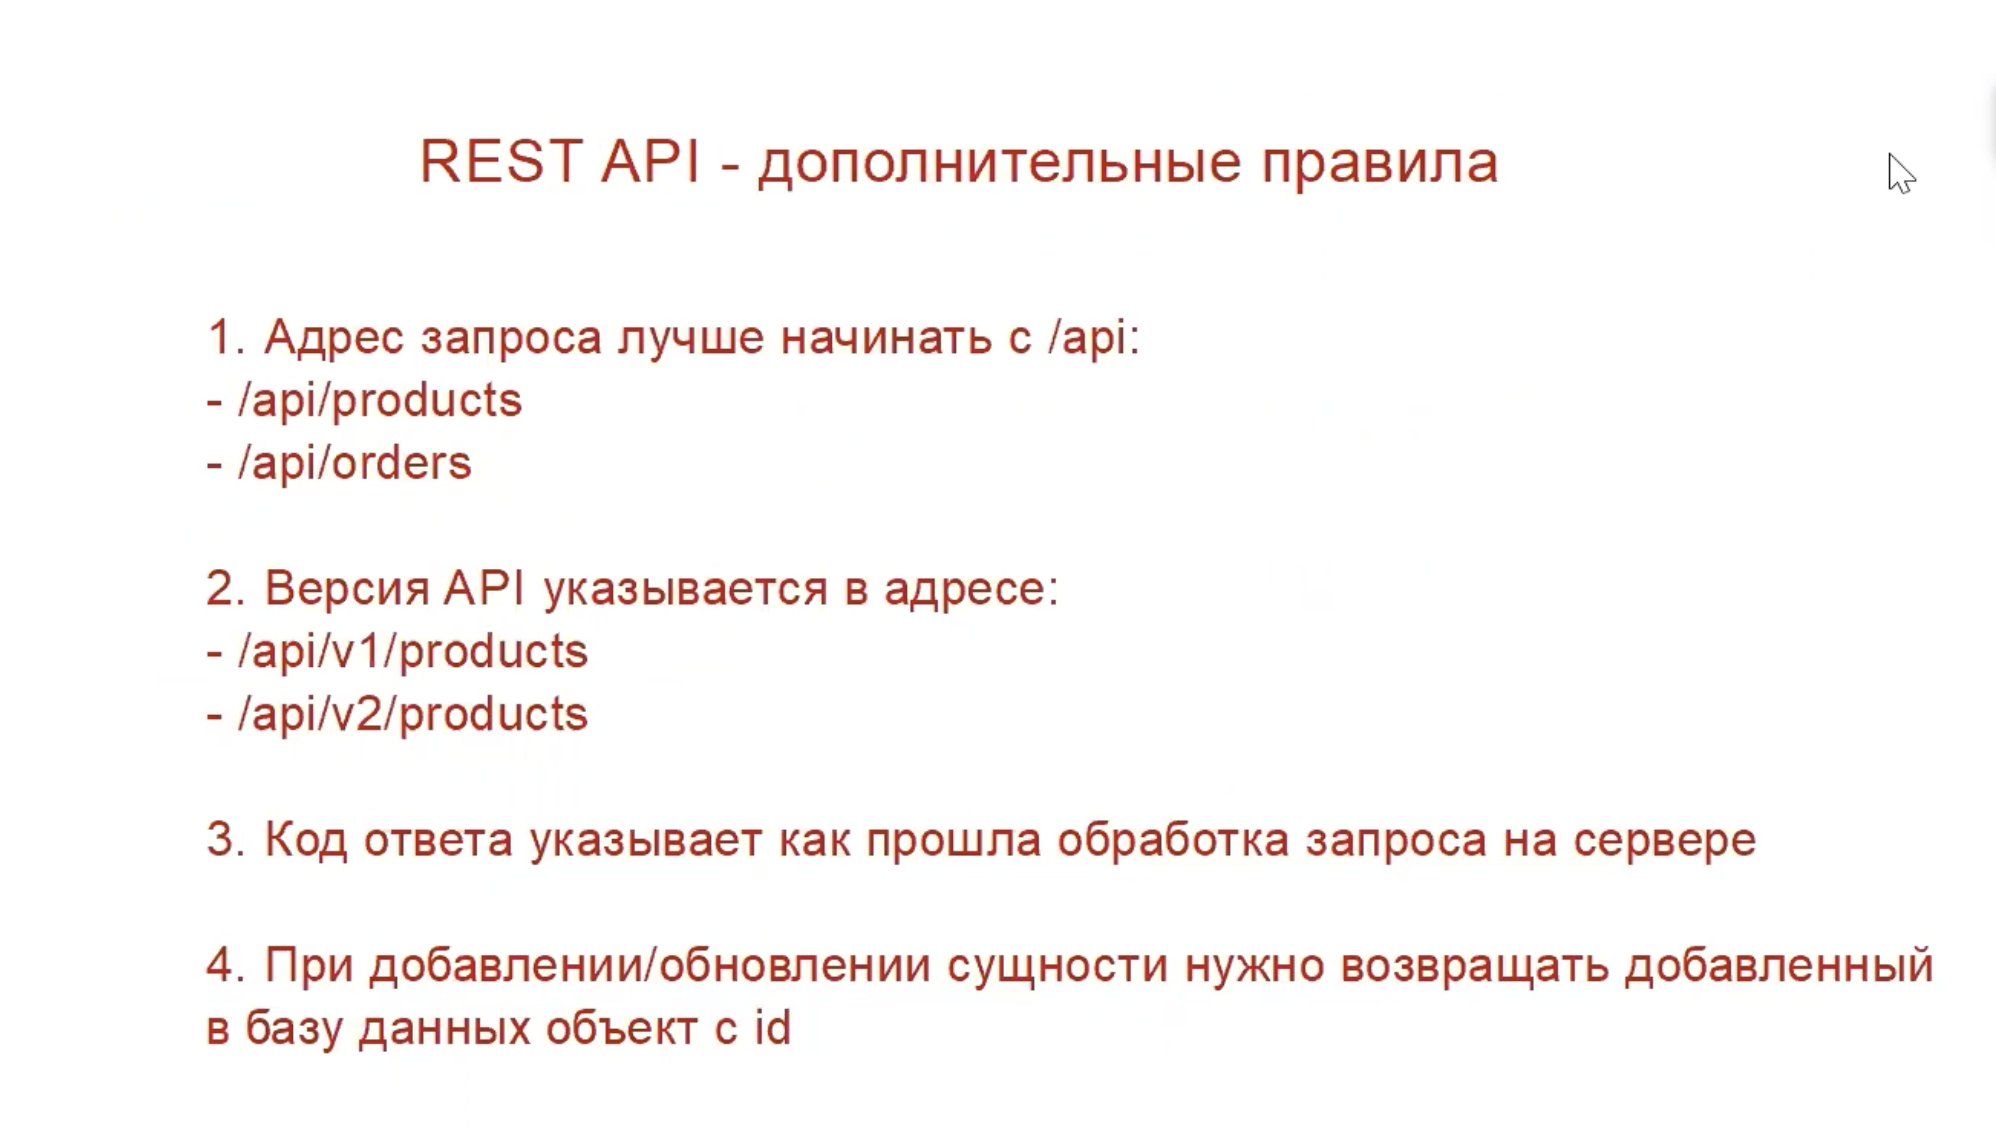 REST API - дополнительные правила
1. Адрес запроса лучше начинать с /api:
- /api/products
- /api/orders
2. Версия API указывается в адресе:
- /api/v1/products
- /api/v2/products
3. Код ответа указывает как прошла обработка запроса на сервере
4. При добавлении/обновлении сущности нужно возвращать добавленный
в базу данных объект с id